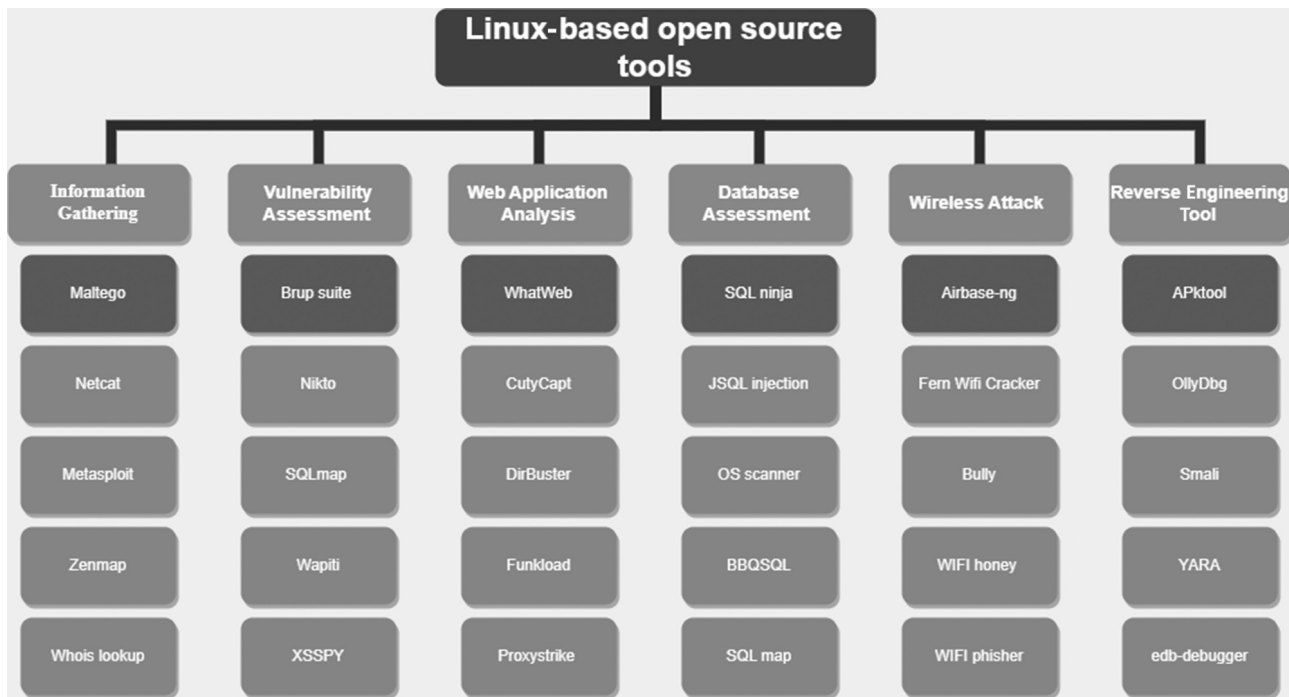 Linux-based open source
tools
Information
Gathering
Vulnerability
Assessment
Web Application
Analysis
Database
Assessment
Wireless Attack
Reverse Engineering
Tool
Maltego
Brup suite
WhatWeb
SQL ninja
Airbase-ng
APktool
Netcat
Nikto
CutyCapt
JSQL injection
Fern Wifi Cracker
OllyDbg
Metasploit
SQLmap
DirBuster
OS scanner
Bully
Smali
Zenmap
Wapiti
Funkload
BBQSQL
WIFI honey
YARA
Whois lookup
XSSPY
Proxystrike
SQL map
WIFI phisher
edb-debugger